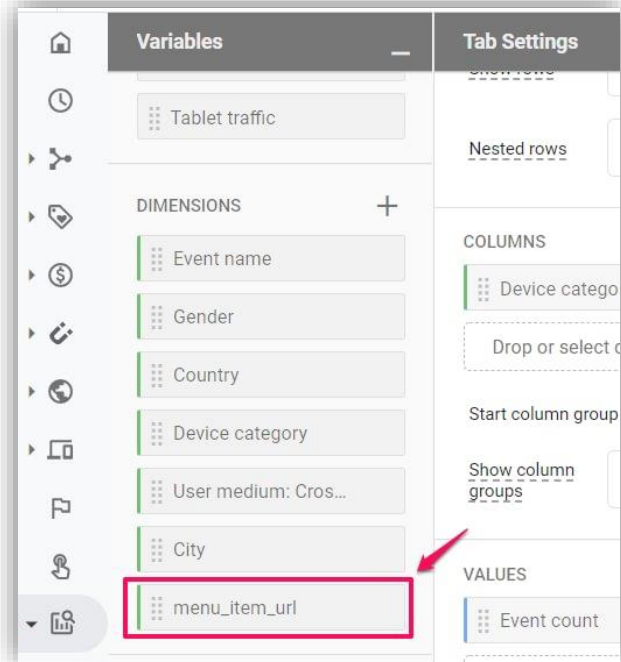 Variables
Tablet traffic
DIMENSIONS
Event name
Gender
Country
Device category
User medium: Cros...
City
menu_item_url
Tab Settings
Nested rows
COLUMNS
Device catego
Drop or select
Start column group
Show column
groups
VALUES
Event count